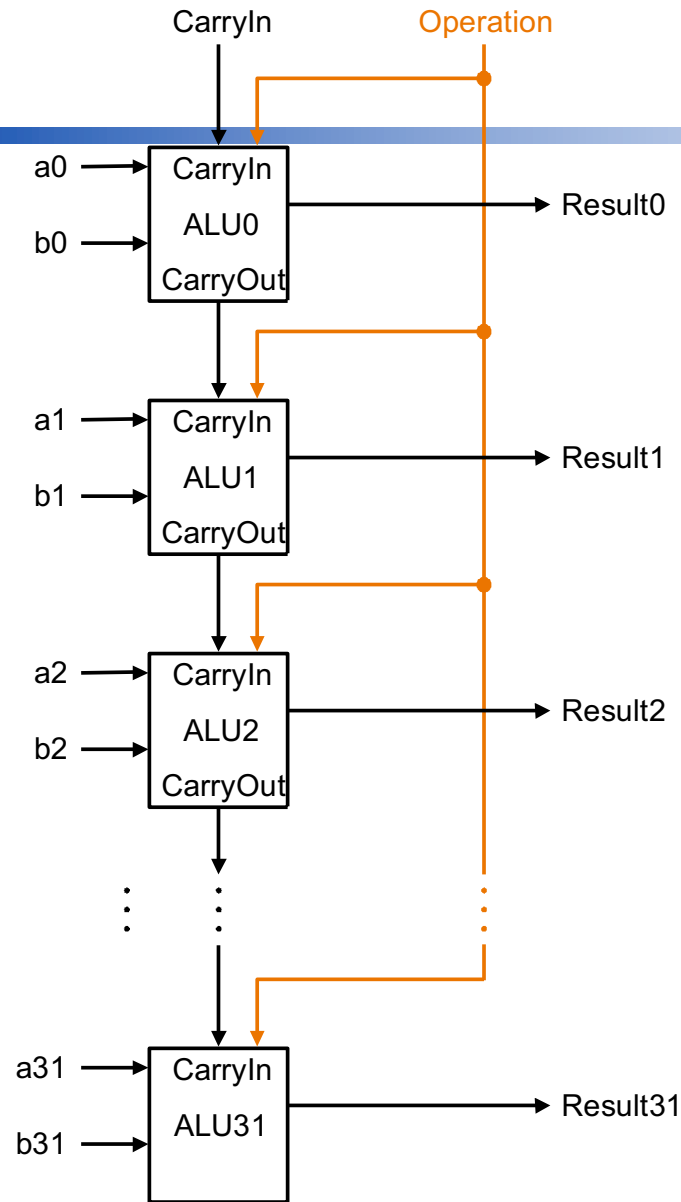 CarryIn Operation
a0 CarryIn
ALU0 Result0
b0
CarryOut
a1 CarryIn
ALU1 Result1
b1
CarryOut
a2 CarryIn
ALU2 Result2
b2
CarryOut
a31 CarryIn
ALU31 Result31
b31